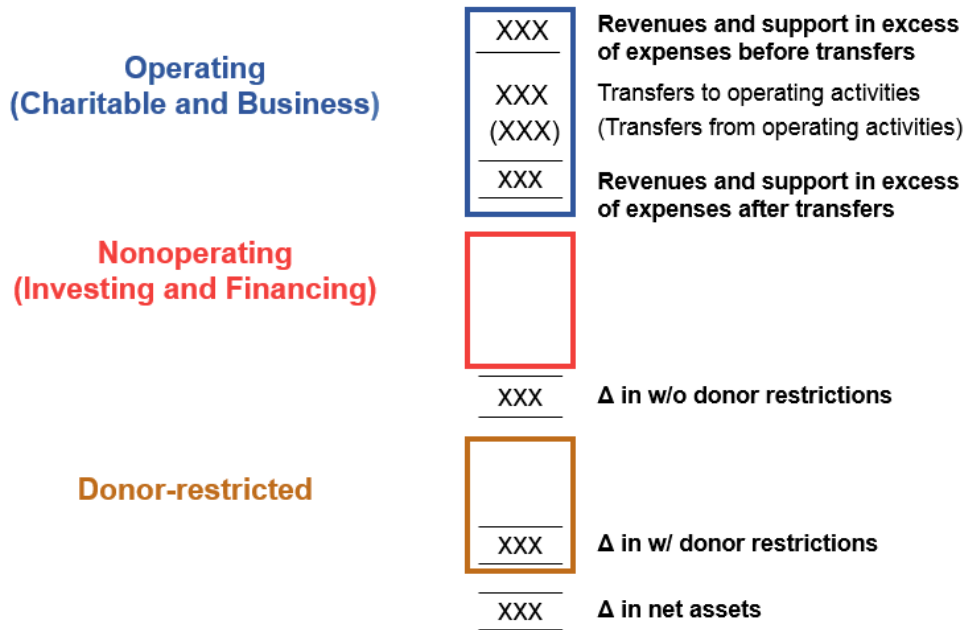 Operating
(Charitable and Business)
XXX
Revenues and support in excess
of expenses before transfers
XXX
Transfers to operating activities
(XXX)
(Transfers from operating activities)
XXX
Revenues and support in excess
of expenses after transfers
Nonoperating
(Investing and Financing)
XXX
Δ in w/o donor restrictions
Donor-restricted
XXX
Δ in w/ donor restrictions
XXX
Δ in net assets